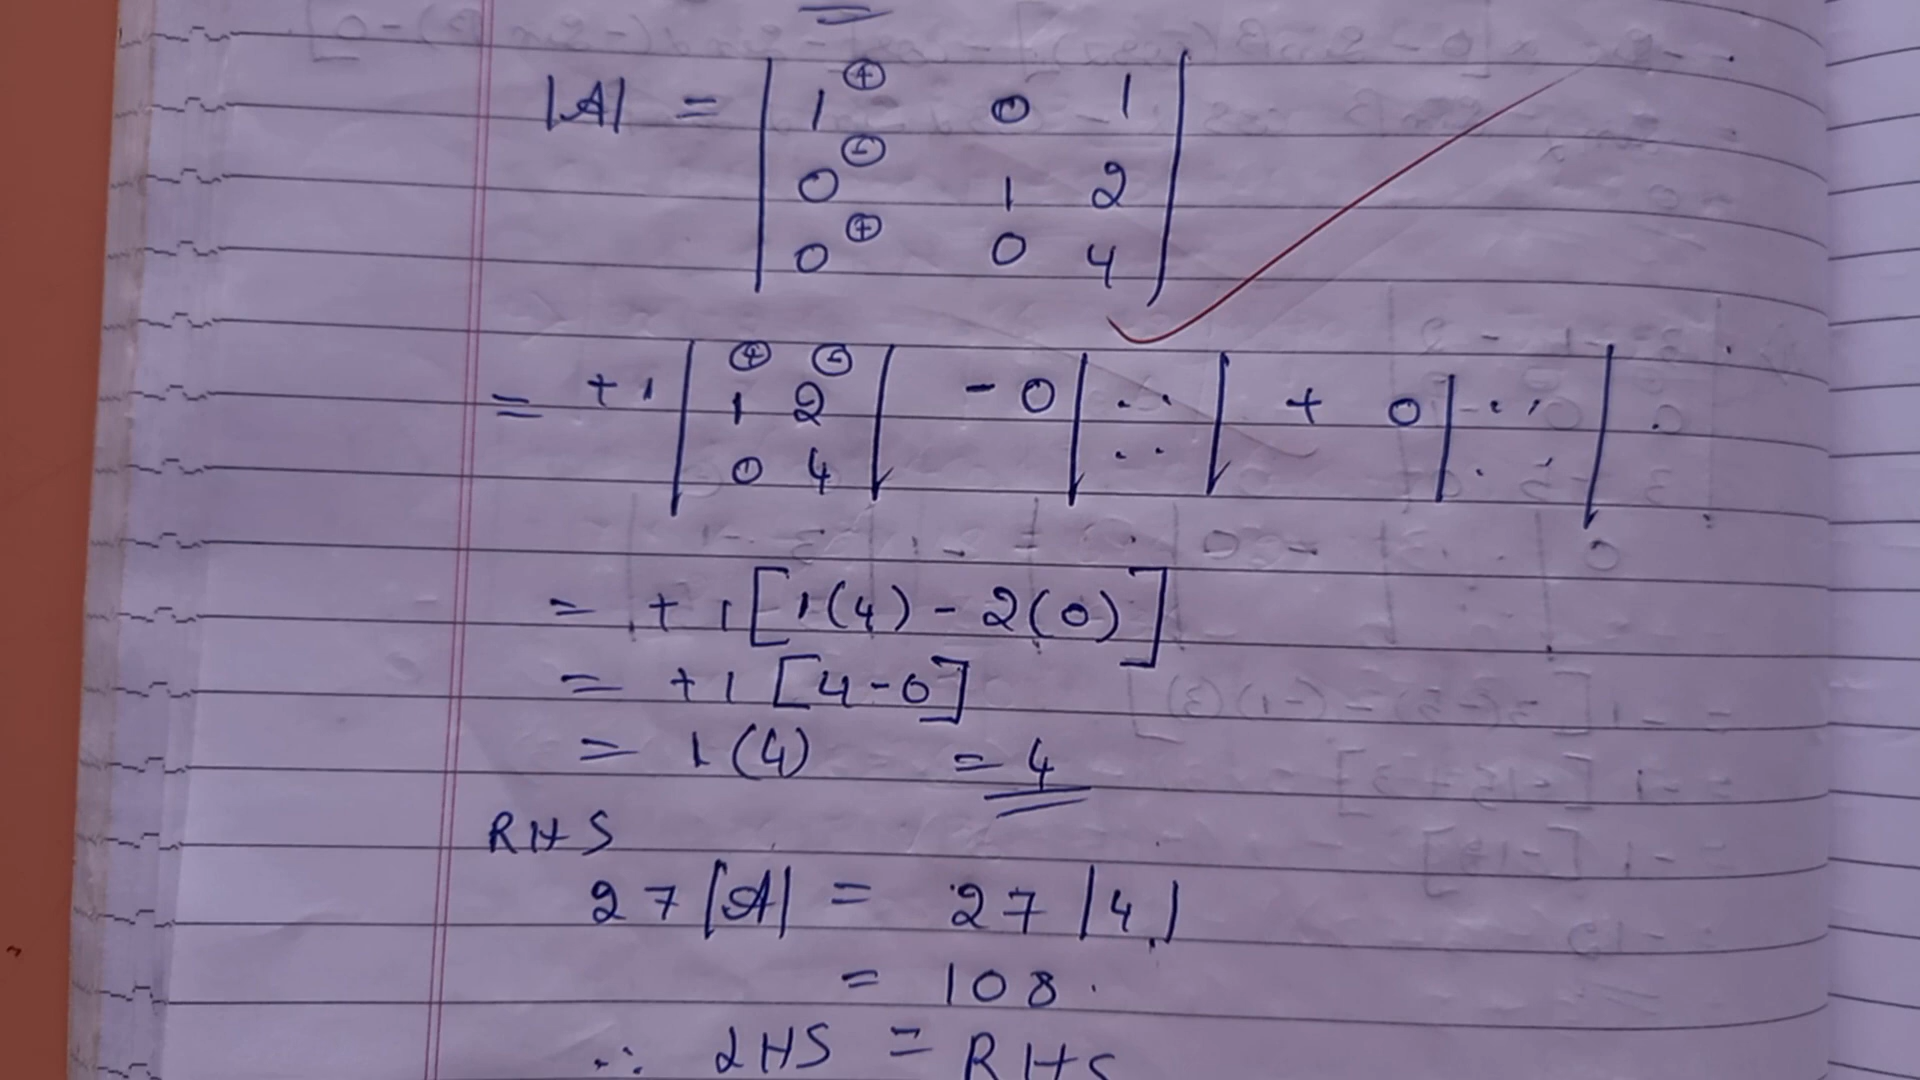 |A| = | 1 ⊕ 0 1 |
| 0 ⊖ 1 2 |
| 0 ⊕ 0 4 |
⊕ ⊖
= +1 | 1 2 | - 0 | .. | + 0 | .. |
| 0 4 | | .. | | .. |
= +1 [1(4) - 2(0)]
= +1 [4-0]
= 1(4) = 4
RHS
27 |A| = 27 |4|
= 108.
∴ LHS = RHS